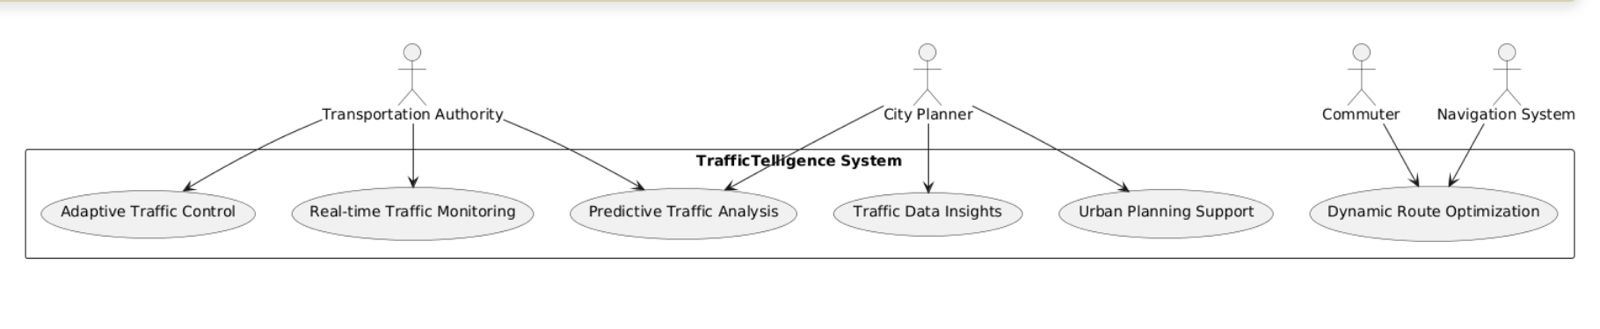 Transportation Authority
City Planner
Commuter
Navigation System
TrafficTelligence System
Adaptive Traffic Control
Real-time Traffic Monitoring
Predictive Traffic Analysis
Traffic Data Insights
Urban Planning Support
Dynamic Route Optimization